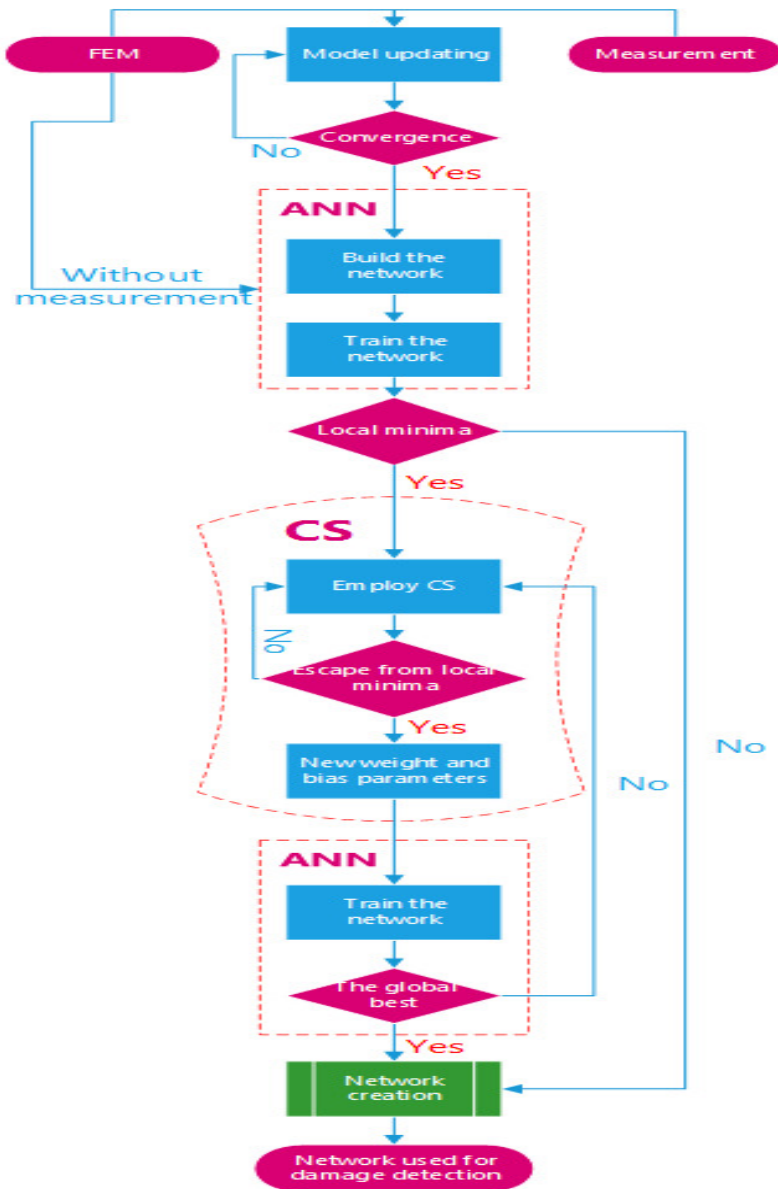 FEM
Model updating
Measurement
Convergence
No
Yes
ANN
Build the
network
Without
measurement
Train the
network
Local minima
Yes
CS
Employ CS
No
Escape from local
minima
Yes
No
New weight and
bias parameters
No
ANN
Train the
network
The global
best
Yes
Network
creation
Network used for
damage detection